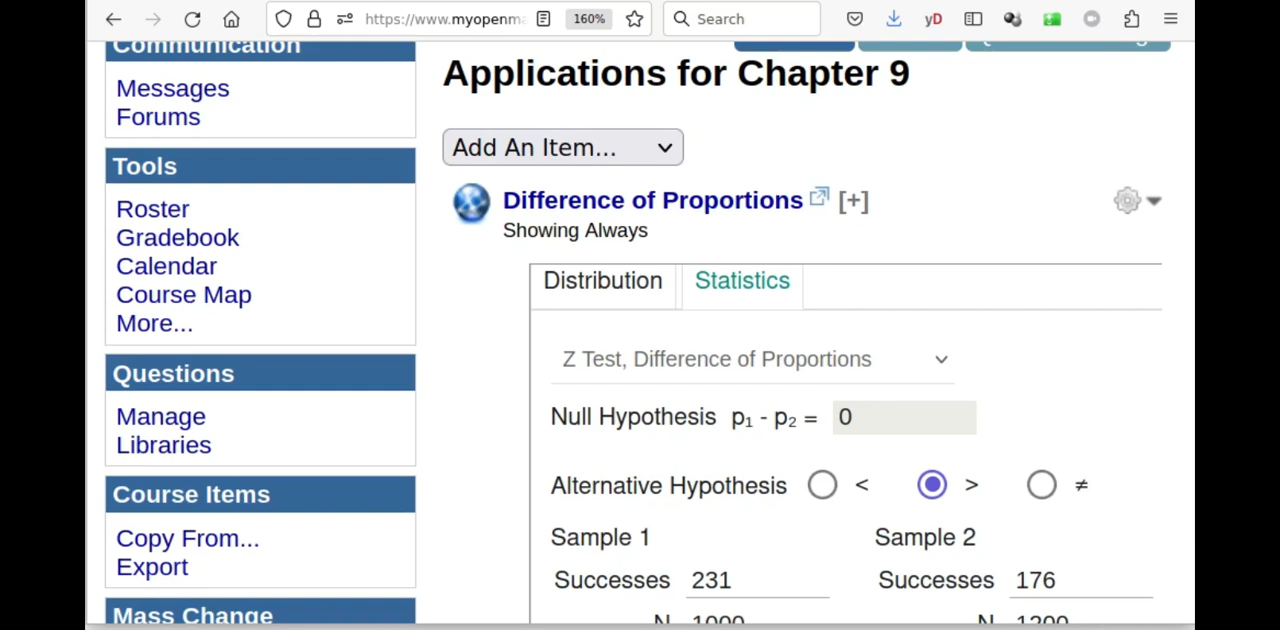 https://www.myopenma
160%
Search
yD
Communication
Messages
Forums
Tools
Roster
Gradebook
Calendar
Course Map
More...
Questions
Manage
Libraries
Course Items
Copy From...
Export
Mass Change
Applications for Chapter 9
Add An Item...
Difference of Proportions [+]
Showing Always
Distribution Statistics
Z Test, Difference of Proportions
Null Hypothesis p₁ - p₂ = 0
Alternative Hypothesis < > ≠
Sample 1 Sample 2
Successes 231 Successes 176
N 1000 N 1200